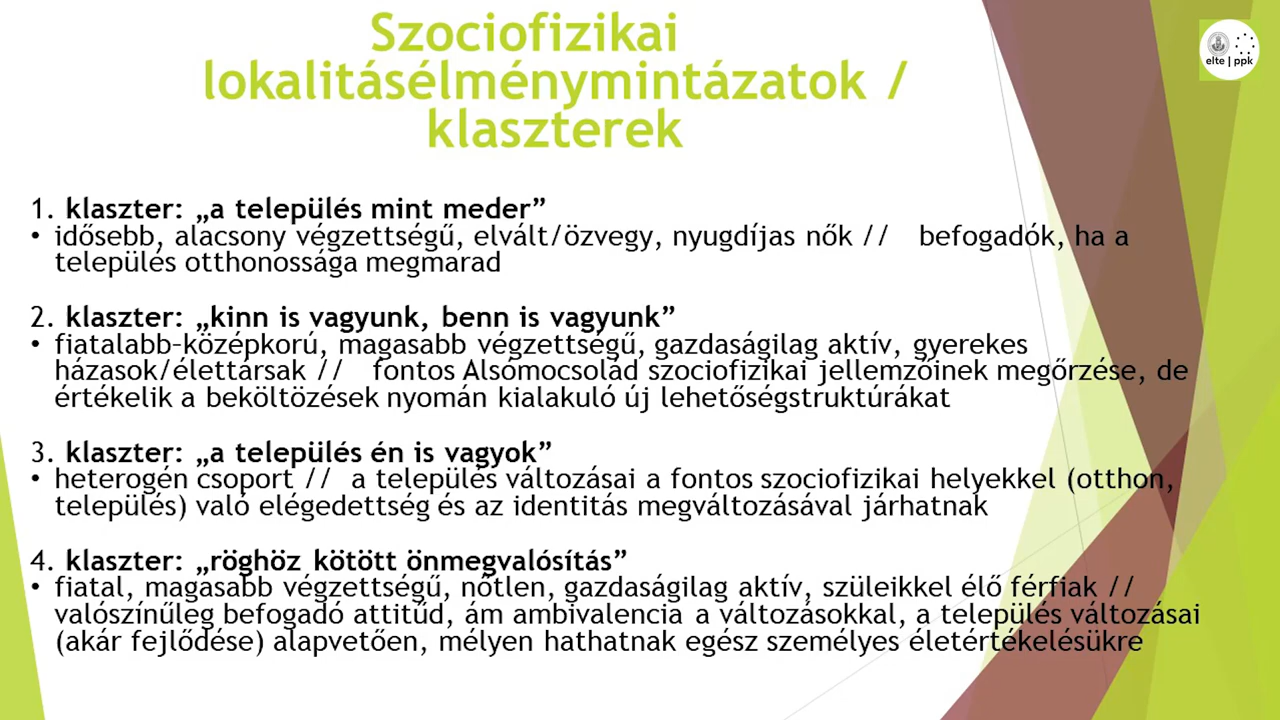 Szociofizikai
lokalitásélménymintázatok /
klaszterek
elte | ppk
1. klaszter: „a település mint meder”
• idősebb, alacsony végzettségű, elvált/özvegy, nyugdíjas nők // befogadók, ha a
település otthonossága megmarad
2. klaszter: „kinn is vagyunk, benn is vagyunk”
• fiatalabb-középkorú, magasabb végzettségű, gazdaságilag aktív, gyerekes
házasok/élettársak // fontos Alsómocsolád szociofizikai jellemzőinek megőrzése, de
értékelik a beköltözések nyomán kialakuló új lehetőségstruktúrákat
3. klaszter: „a település én is vagyok”
• heterogén csoport // a település változásai a fontos szociofizikai helyekkel (otthon,
település) való elégedettség és az identitás megváltozásával járhatnak
4. klaszter: „röghöz kötött önmegvalósítás”
• fiatal, magasabb végzettségű, nőtlen, gazdaságilag aktív, szüleikkel élő férfiak //
valószínűleg befogadó attitűd, ám ambivalencia a változásokkal, a település változásai
(akár fejlődése) alapvetően, mélyen hathatnak egész személyes életértékelésükre